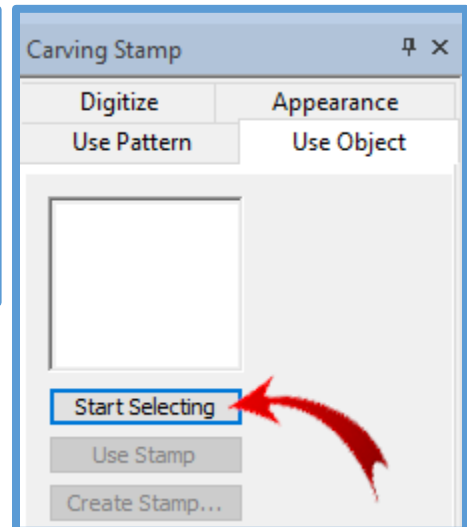 Carving Stamp
Digitize Appearance
Use Pattern Use Object
Start Selecting
Use Stamp
Create Stamp...